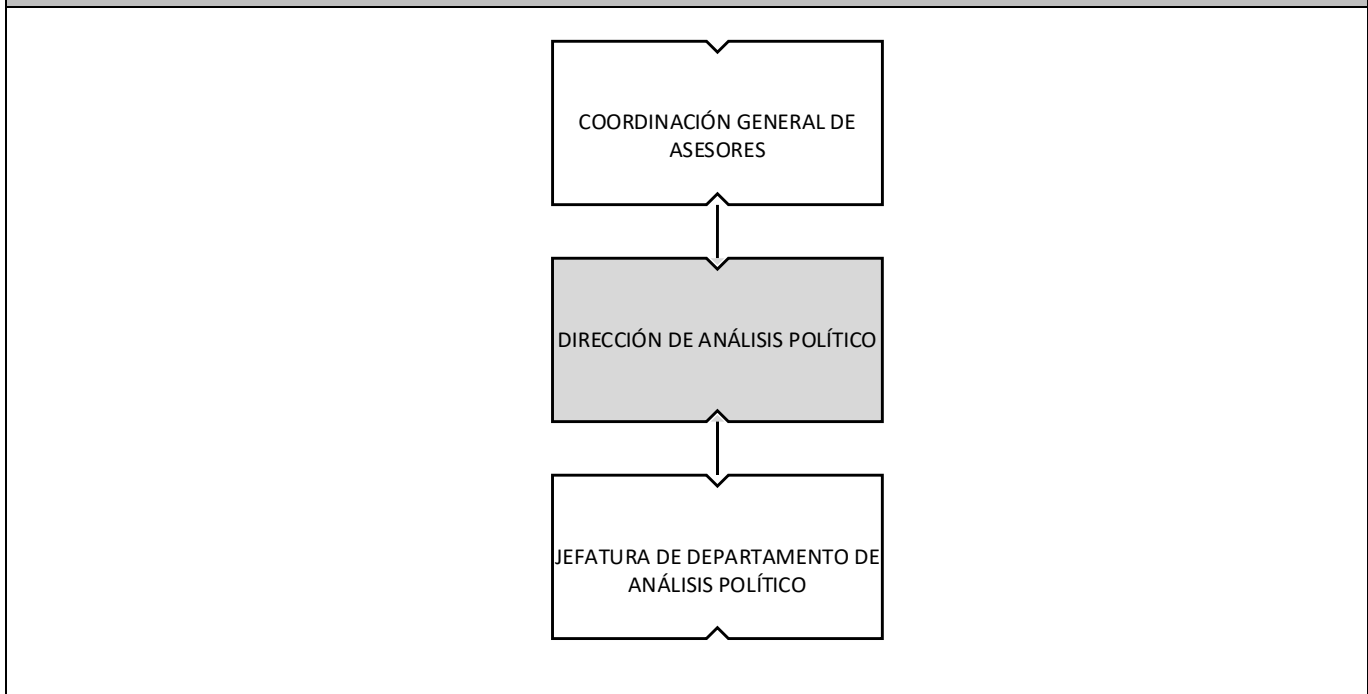 COORDINACIÓN GENERAL DE
ASESORES
DIRECCIÓN DE ANÁLISIS POLÍTICO
JEFATURA DE DEPARTAMENTO DE
ANÁLISIS POLÍTICO